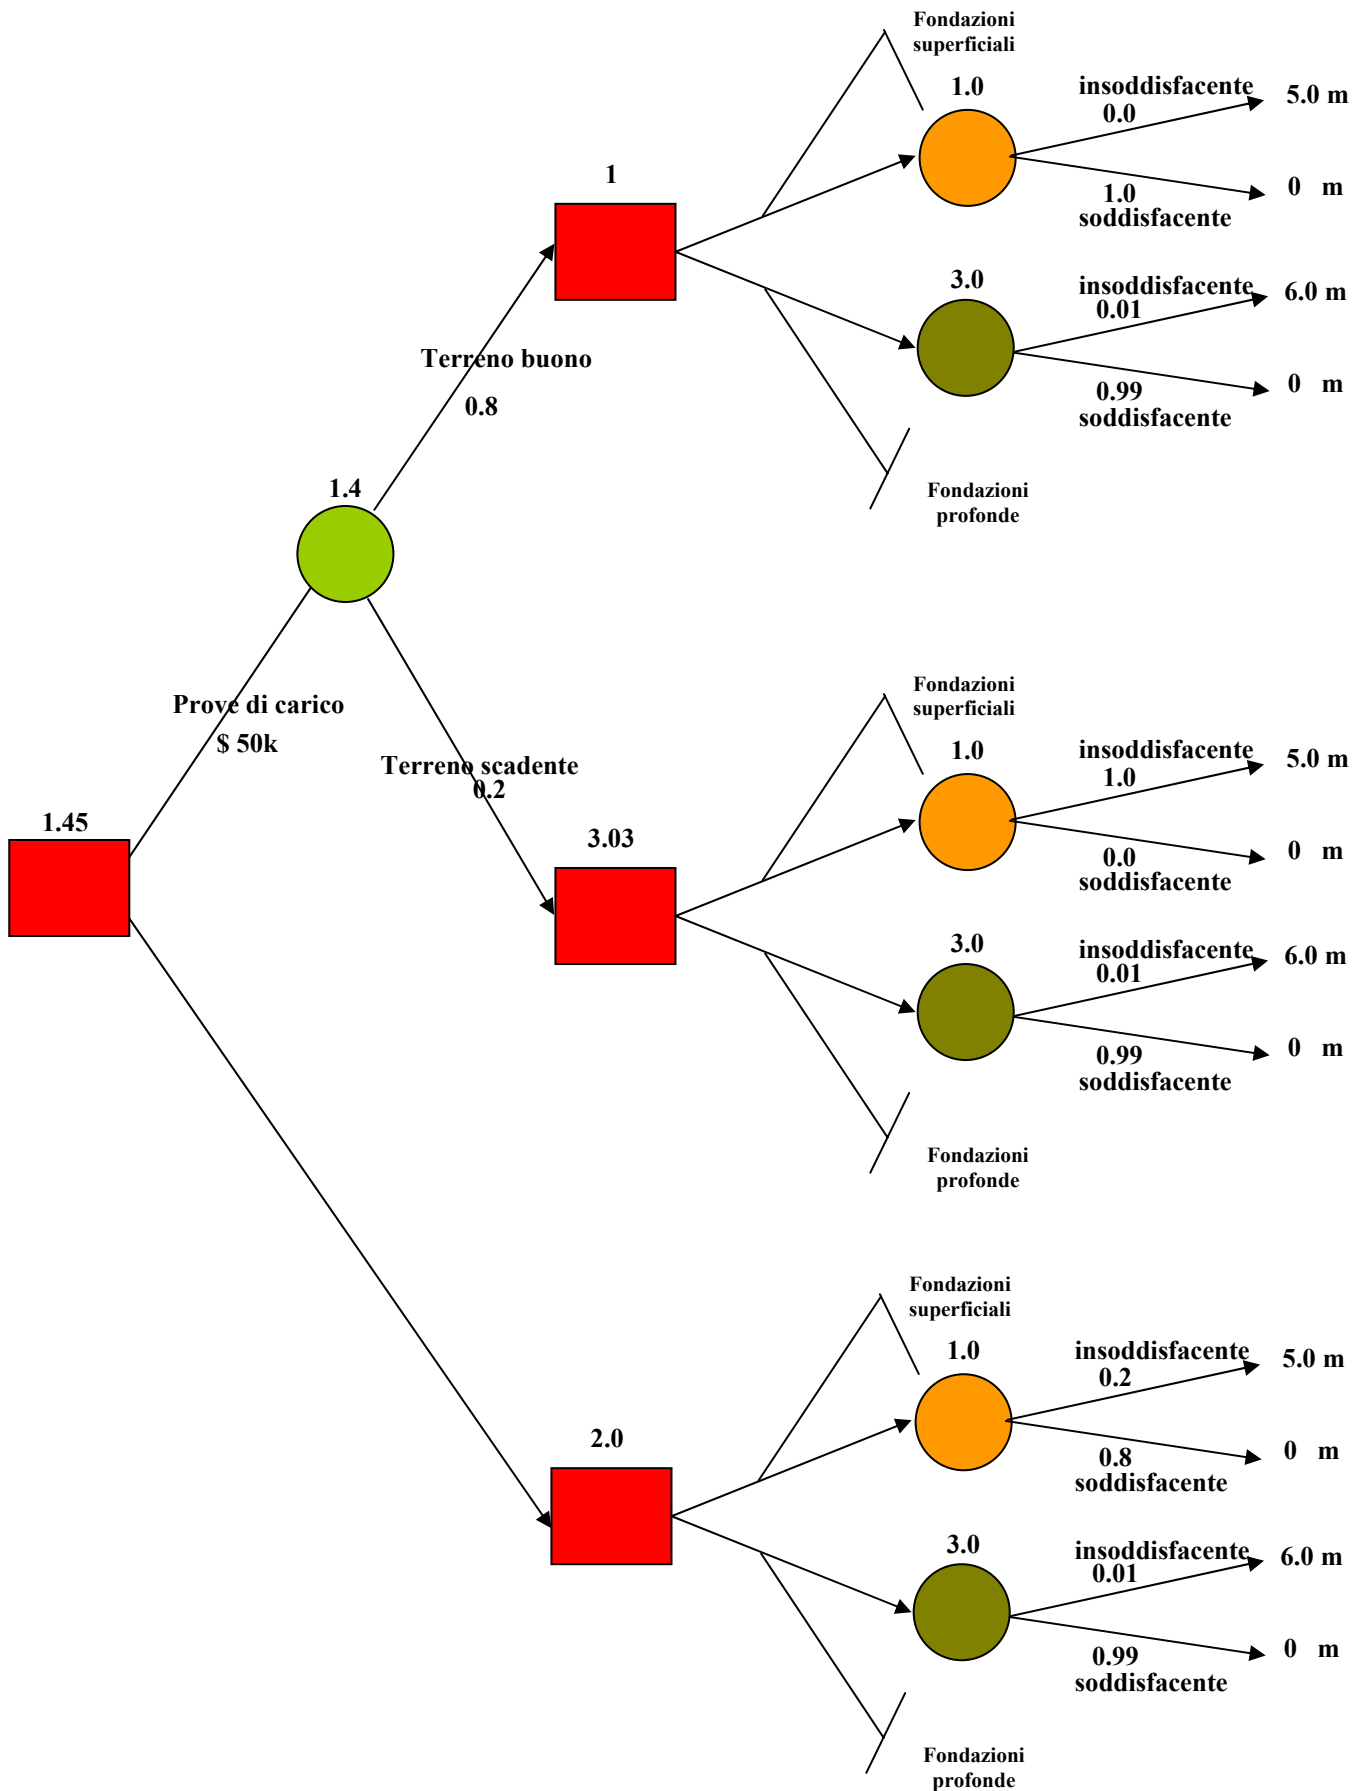 Fondazioni
superficiali
1.0
insoddisfacente
0.0
5.0 m
1.0
soddisfacente
0 m
1
3.0
insoddisfacente
0.01
6.0 m
0.99
soddisfacente
0 m
Fondazioni
profonde
Terreno buono
0.8
1.4
Prove di carico
$ 50k
Terreno scadente
0.2
1.45
3.03
Fondazioni
superficiali
1.0
insoddisfacente
1.0
5.0 m
0.0
soddisfacente
0 m
3.0
insoddisfacente
0.01
6.0 m
0.99
soddisfacente
0 m
Fondazioni
profonde
2.0
Fondazioni
superficiali
1.0
insoddisfacente
0.2
5.0 m
0.8
soddisfacente
0 m
3.0
insoddisfacente
0.01
6.0 m
0.99
soddisfacente
0 m
Fondazioni
profonde